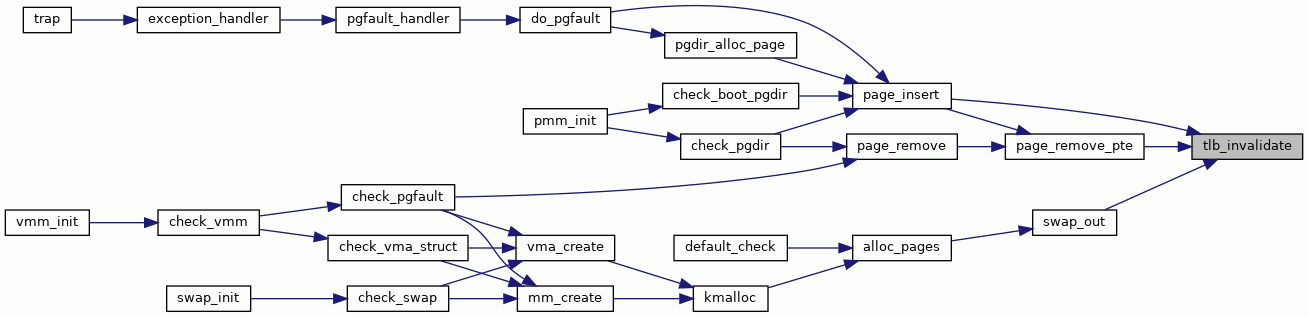 trap
exception_handler
pgfault_handler
do_pgfault
pgdir_alloc_page
check_boot_pgdir
page_insert
pmm_init
check_pgdir
page_remove
page_remove_pte
tlb_invalidate
check_pgfault
vmm_init
check_vmm
swap_out
check_vma_struct
vma_create
default_check
alloc_pages
swap_init
check_swap
mm_create
kmalloc